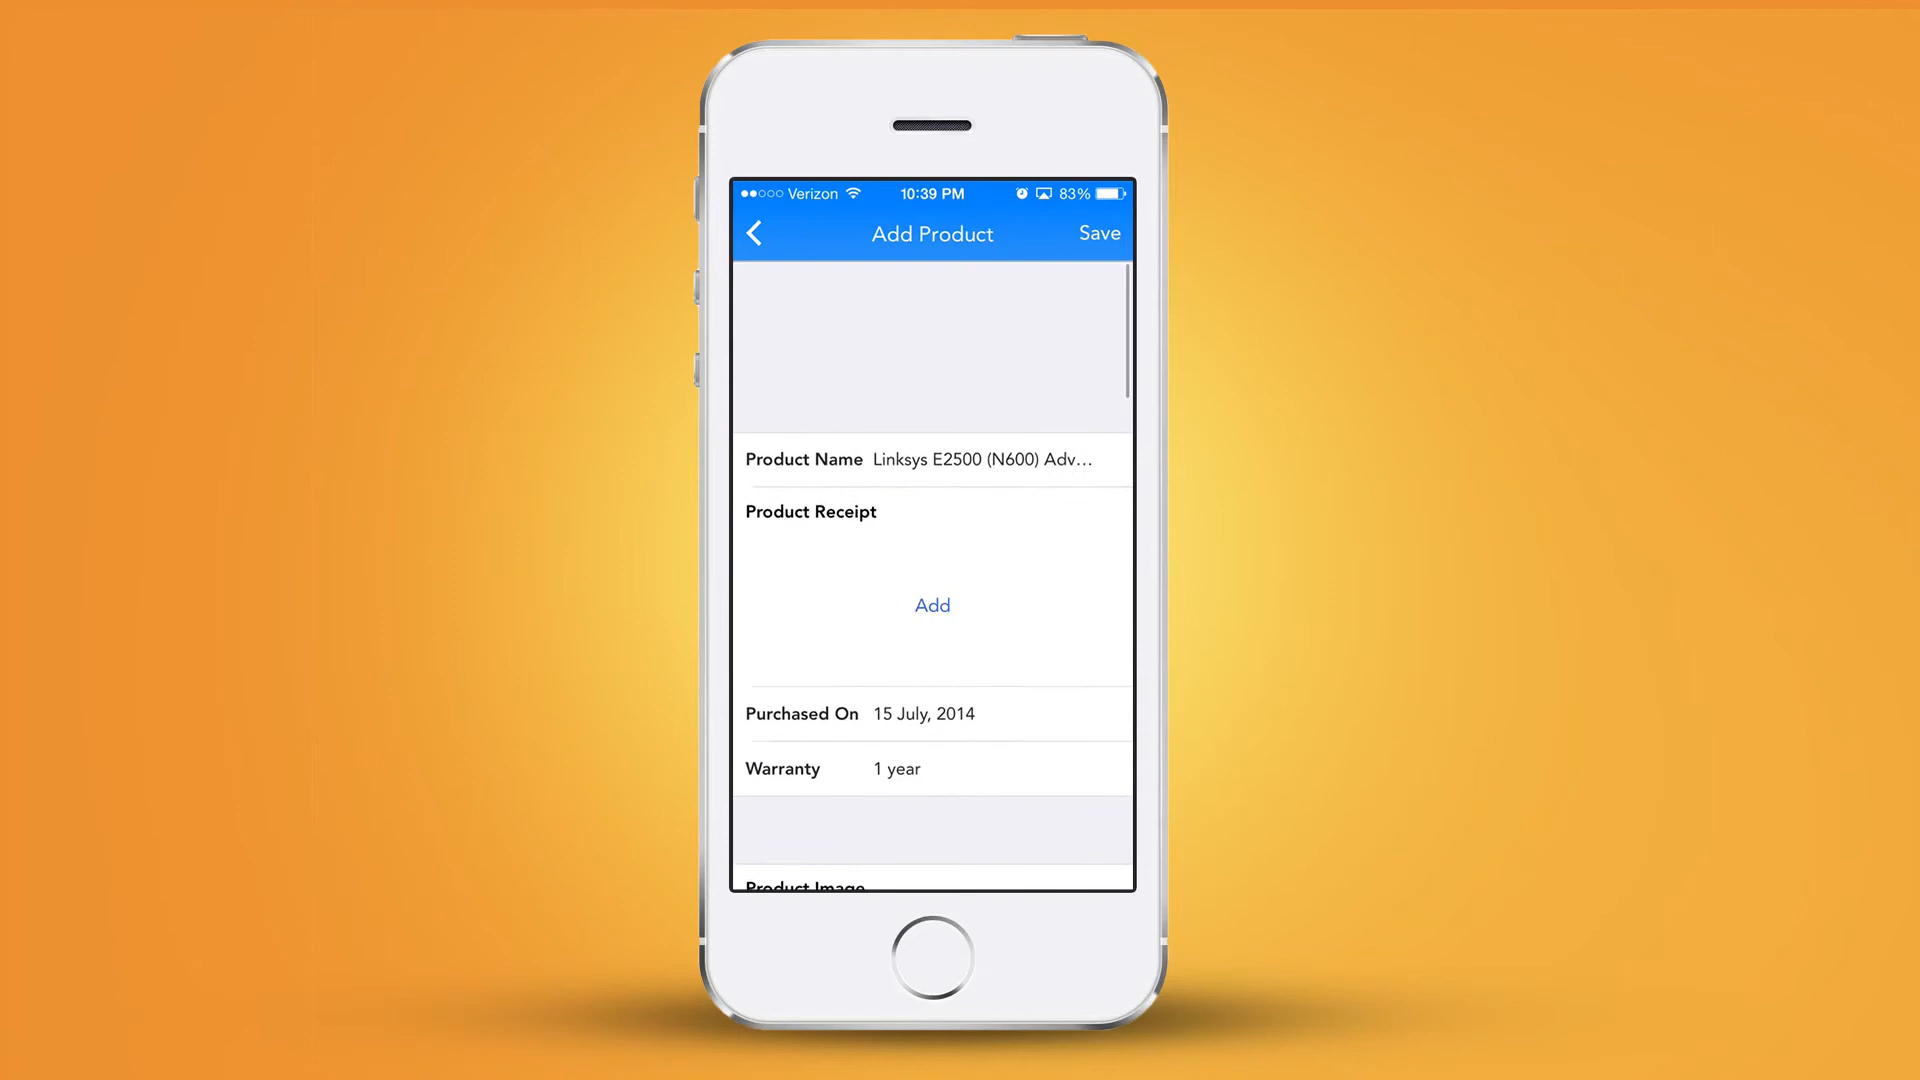 Verizon 10:39 PM 83%
Add Product Save
Product Name Linksys E2500 (N600) Adv...
Product Receipt
Add
Purchased On 15 July, 2014
Warranty 1 year
Product Image